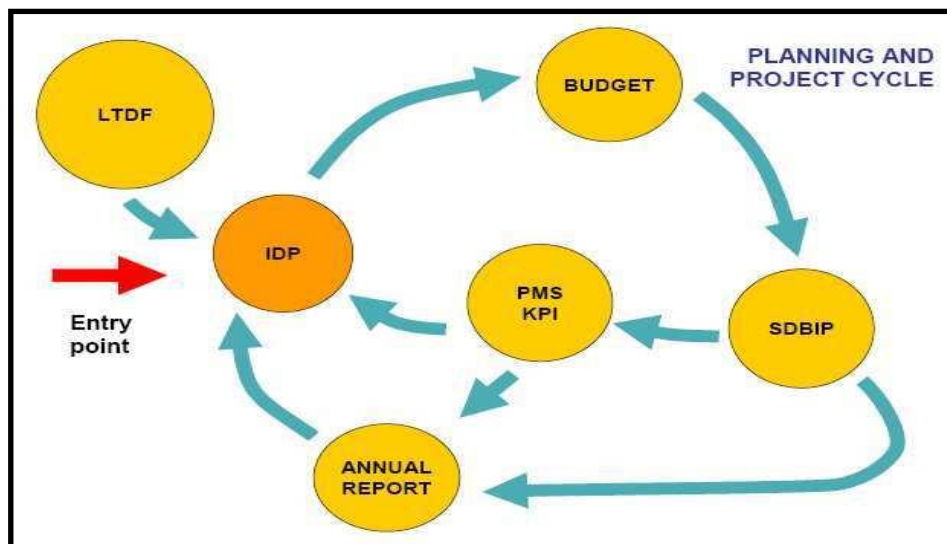 PLANNING AND
PROJECT CYCLE
LTDF
BUDGET
IDP
Entry
point
PMS
KPI
SDBIP
ANNUAL
REPORT